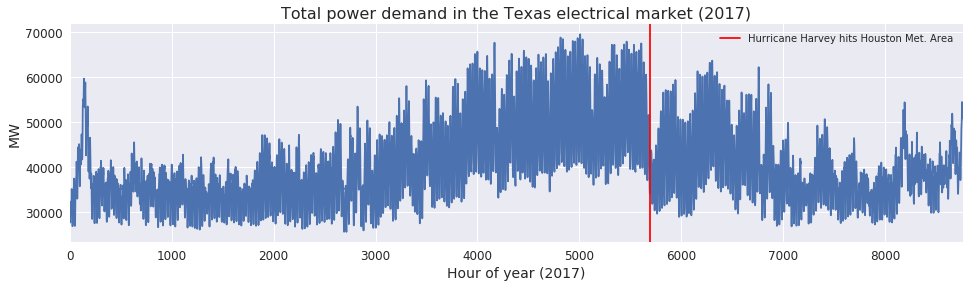 Total power demand in the Texas electrical market (2017)
70000
Hurricane Harvey hits Houston Met. Area
60000
50000
MW
40000
30000
0 1000 2000 3000 4000 5000 6000 7000 8000
Hour of year (2017)